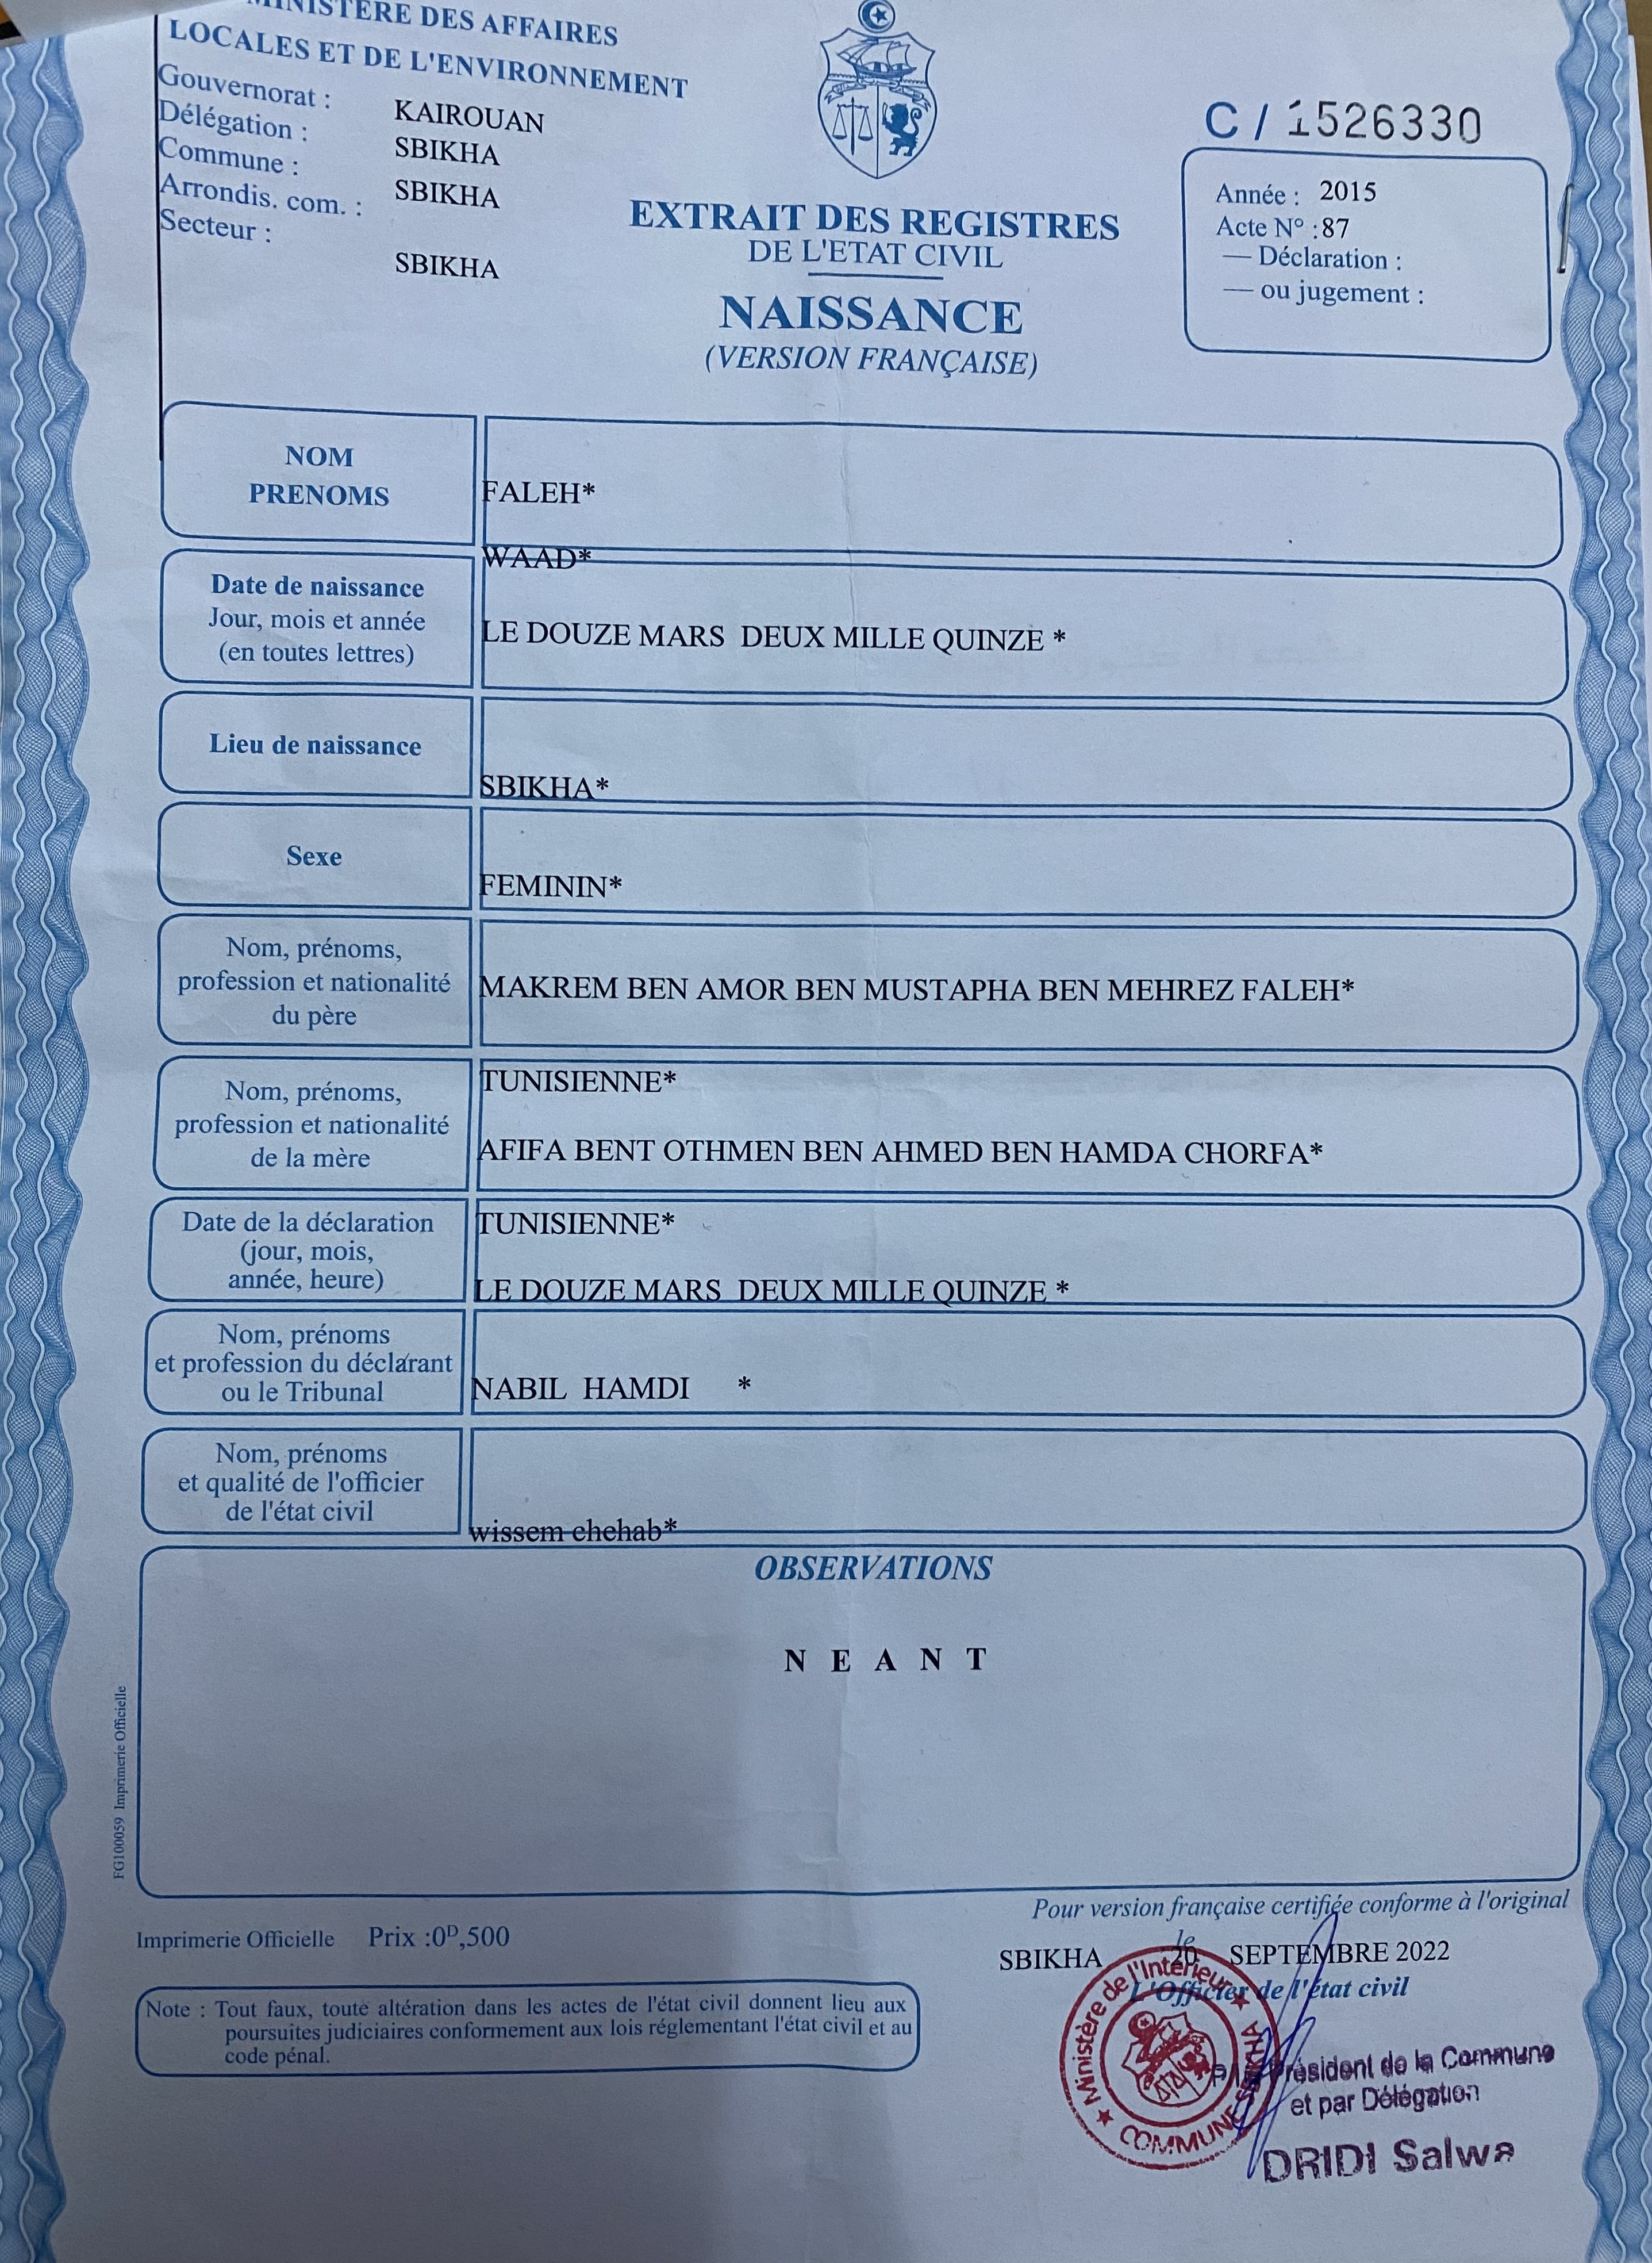 MINISTÈRE DES AFFAIRES
LOCALES ET DE L'ENVIRONNEMENT
Gouvernorat : KAIROUAN
Délégation : SBIKHA
Commune : SBIKHA
Arrondis. com. :
Secteur : SBIKHA
EXTRAIT DES REGISTRES
DE L'ETAT CIVIL
NAISSANCE
(VERSION FRANÇAISE)
C / 1526330
Année : 2015
Acte N° : 87
— Déclaration :
— ou jugement :
NOM
PRENOMS
FALEH*
WAAD*
Date de naissance
Jour, mois et année
(en toutes lettres)
LE DOUZE MARS DEUX MILLE QUINZE *
Lieu de naissance
SBIKHA*
Sexe
FEMININ*
Nom, prénoms,
profession et nationalité
du père
MAKREM BEN AMOR BEN MUSTAPHA BEN MEHREZ FALEH*
TUNISIENNE*
Nom, prénoms,
profession et nationalité
de la mère
AFIFA BENT OTHMEN BEN AHMED BEN HAMDA CHORFA*
TUNISIENNE*
Date de la déclaration
(jour, mois,
année, heure)
LE DOUZE MARS DEUX MILLE QUINZE *
Nom, prénoms
et profession du déclarant
ou le Tribunal
NABIL HAMDI *
Nom, prénoms
et qualité de l'officier
de l'état civil
wissem chehab*
OBSERVATIONS
N E A N T
FG100059 Imprimerie Officielle
Imprimerie Officielle Prix :0ᴰ,500
Note : Tout faux, toute altération dans les actes de l'état civil donnent lieu aux
poursuites judiciaires conformement aux lois réglementant l'état civil et au
code pénal.
Pour version française certifiée conforme à l'original
le
SBIKHA 20 SEPTEMBRE 2022
L'Officier de l'état civil
Ministère de l'Intérieur
COMMUNE SBIKHA
Président de la Commune
et par Délégation
DRIDI Salwa